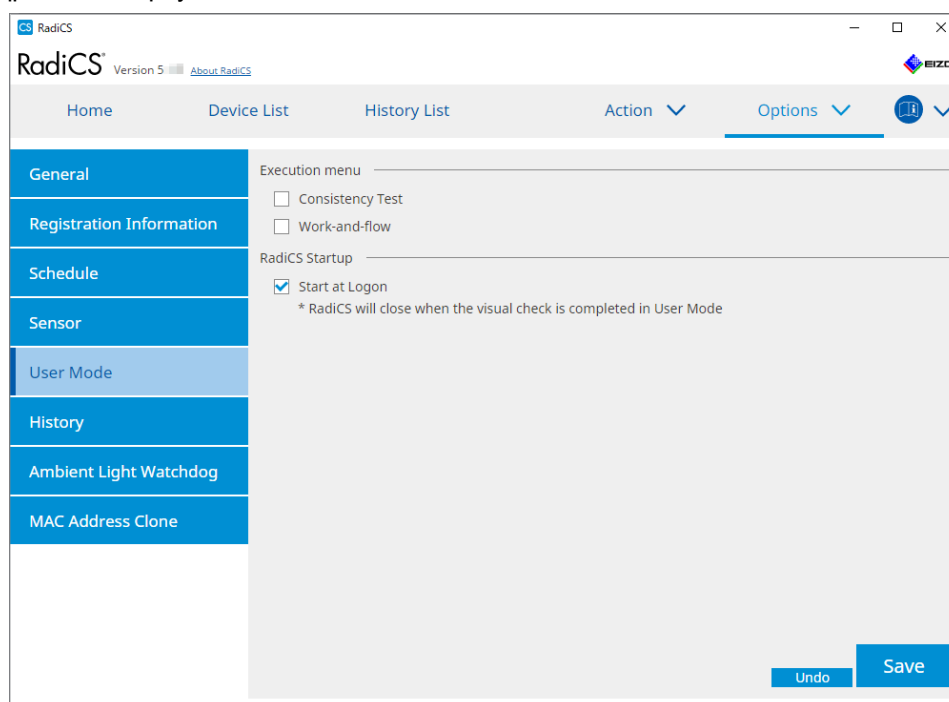 CS RadiCS
RadiCS® Version 5 About RadiCS
EIZO
Home Device List History List Action Options
General
Registration Information
Schedule
Sensor
User Mode
History
Ambient Light Watchdog
MAC Address Clone
Execution menu
Consistency Test
Work-and-flow
RadiCS Startup
Start at Logon
* RadiCS will close when the visual check is completed in User Mode
Undo Save